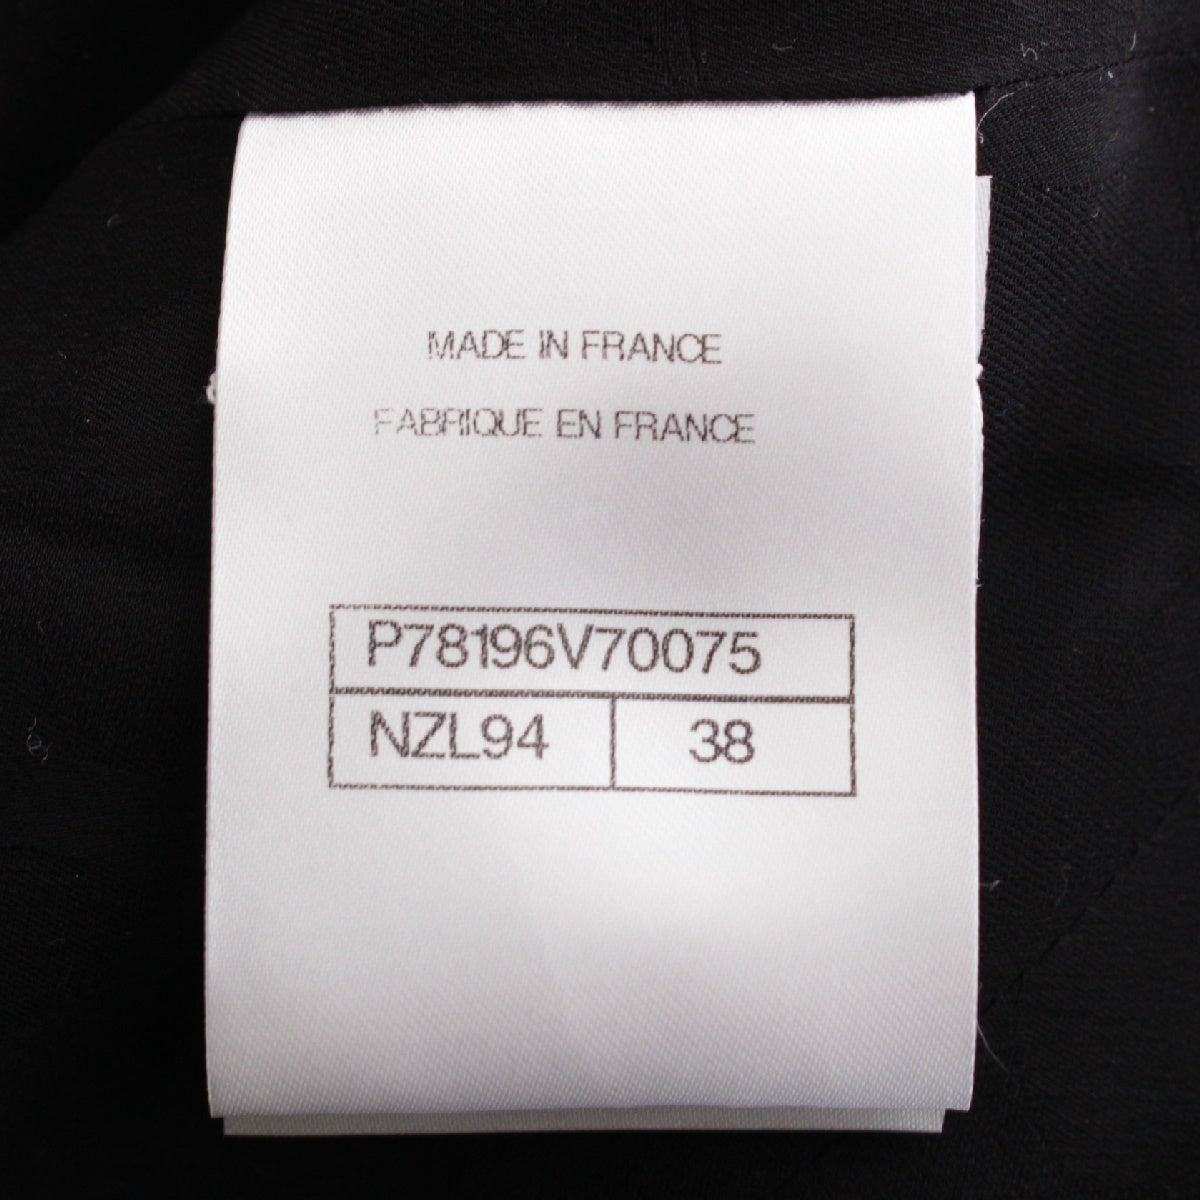 MADE IN FRANCE
FABRIQUE EN FRANCE
P78196V70075
NZL94 38